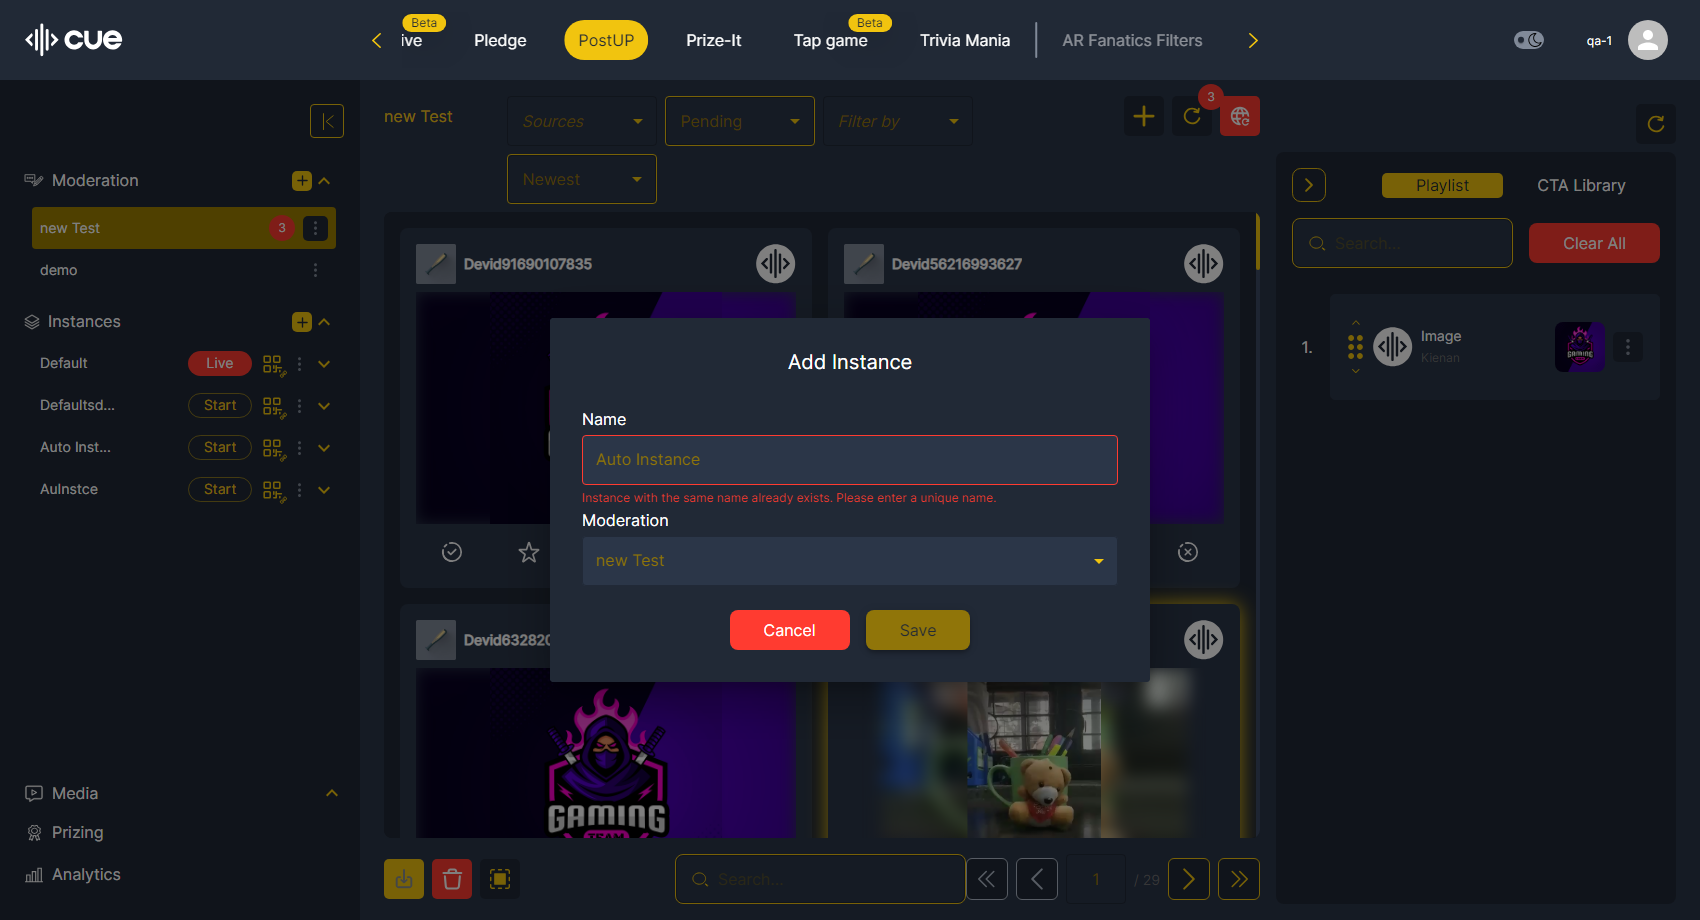 cue
Beta
ive
Pledge
PostUP
Prize-It
Beta
Tap game
Trivia Mania
AR Fanatics Filters
qa-1
Moderation
new Test
3
demo
Instances
Default
Live
Defaultsd...
Start
Auto Inst...
Start
AuInstce
Start
Media
Prizing
Analytics
new Test
Sources
Pending
Filter by
3
Newest
Devid91690107835
Devid56216993627
Add Instance
Name
Auto Instance
Instance with the same name already exists. Please enter a unique name.
Moderation
new Test
Cancel
Save
GAMING
TEAM
Search...
1
/ 29
Playlist
CTA Library
Search...
Clear All
1.
Image
Kienan
GAMING